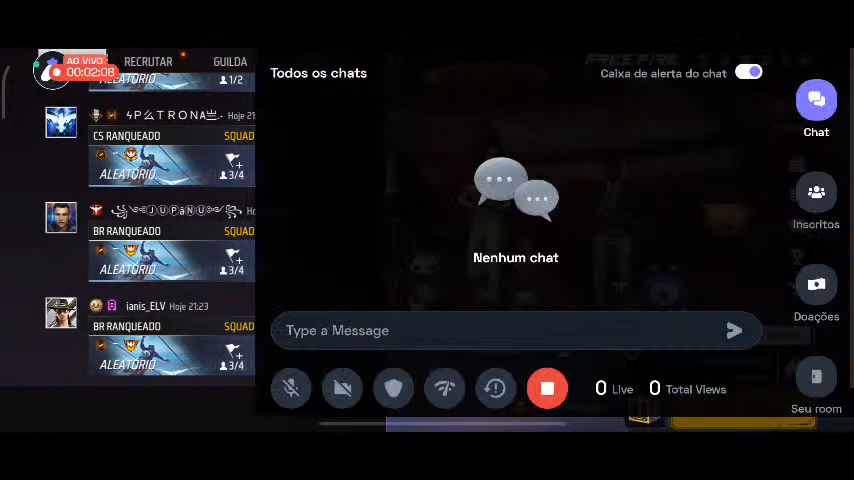 AO VIVO
00:02:08
RECRUTAR
GUILDA
ALEATÓRIO
1/2
Hoje 21:
CS RANQUEADO
SQUAD
ALEATÓRIO
3/4
BR RANQUEADO
SQUAD
ALEATÓRIO
3/4
ianis_ELV Hoje 21:23
BR RANQUEADO
SQUAD
ALEATÓRIO
3/4
Todos os chats
Caixa de alerta do chat
FREE FIRE
Nenhum chat
Type a Message
0 Live
0 Total Views
Chat
Inscritos
Doações
Seu room